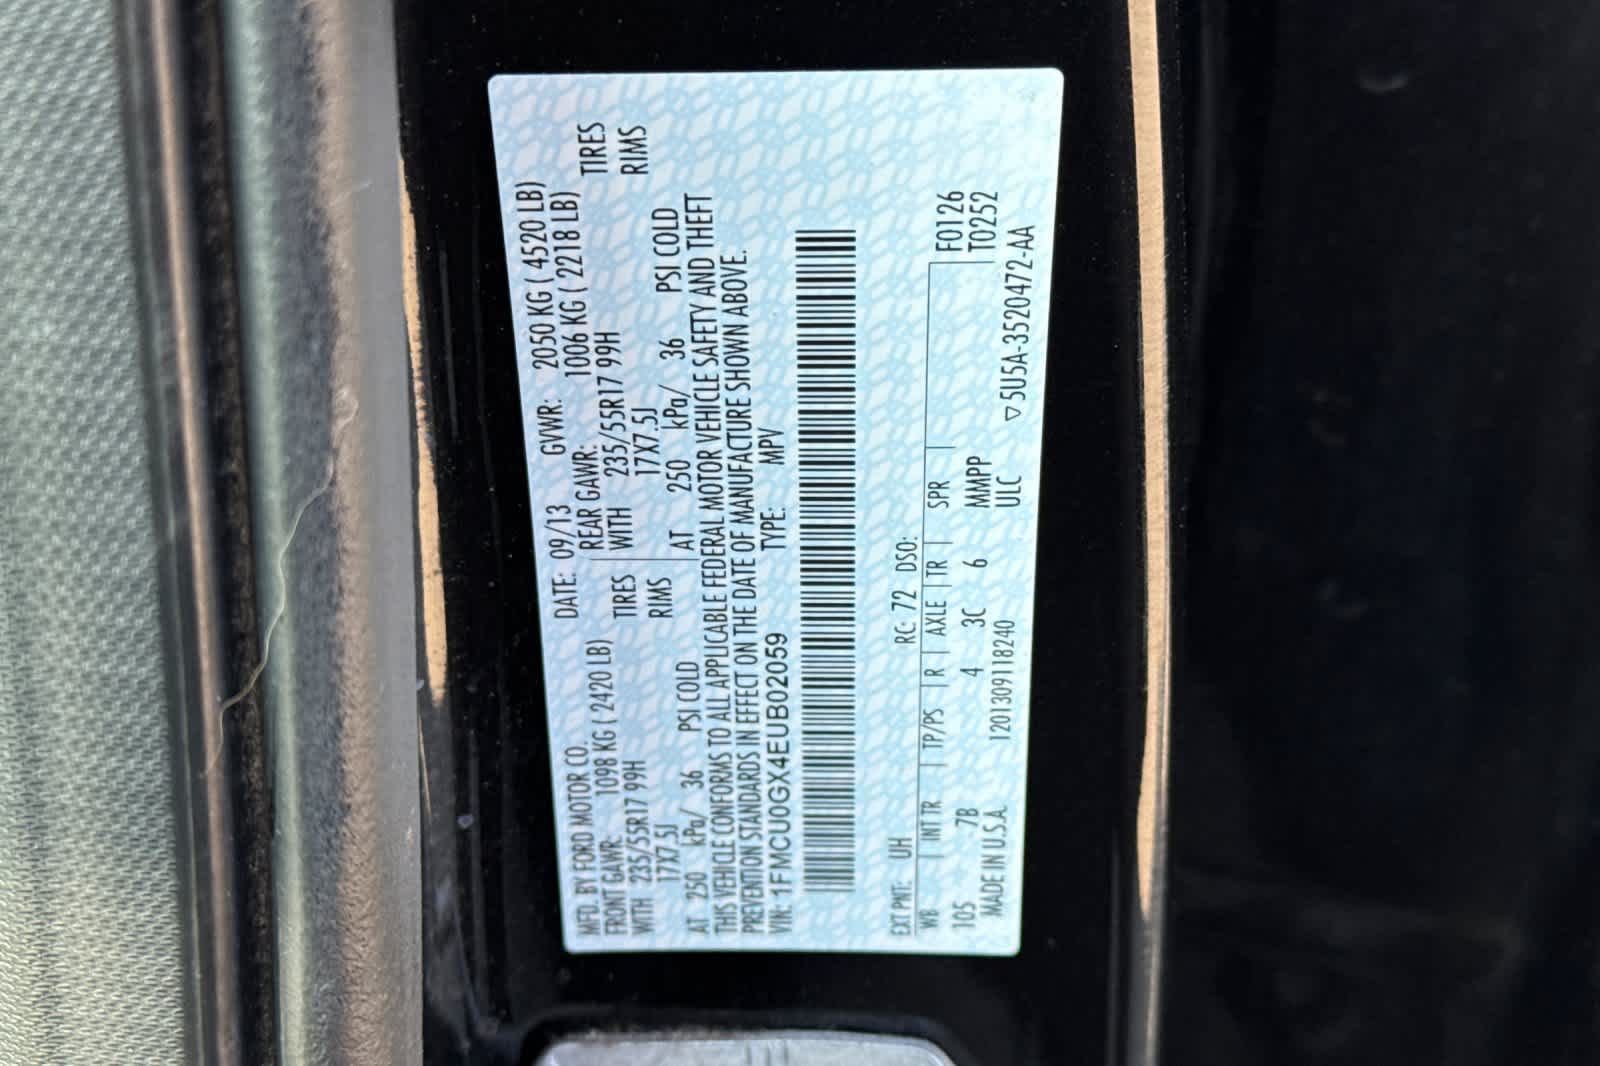 MFD. BY FORD MOTOR CO. DATE: 09/13 GVWR: 2050 KG ( 4520 LB)
FRONT GAWR: 1098 KG ( 2420 LB) REAR GAWR: 1006 KG ( 2218 LB)
WITH 235/55R17 99H TIRES WITH 235/55R17 99H TIRES
17X7.5J RIMS 17X7.5J RIMS
AT 250 kPa/ 36 PSI COLD AT 250 kPa/ 36 PSI COLD
THIS VEHICLE CONFORMS TO ALL APPLICABLE FEDERAL MOTOR VEHICLE SAFETY AND THEFT
PREVENTION STANDARDS IN EFFECT ON THE DATE OF MANUFACTURE SHOWN ABOVE.
VIN: 1FMCU0GX4EUB02059 TYPE: MPV
EXT PNT: UH RC: 72 DSO: F0126
WB INT TR TP/PS R AXLE TR SPR T0252
10S 7B 4 3C 6 MMPP
MADE IN U.S.A. 12013091 18240 ULC ▽5U5A-3520472-AA